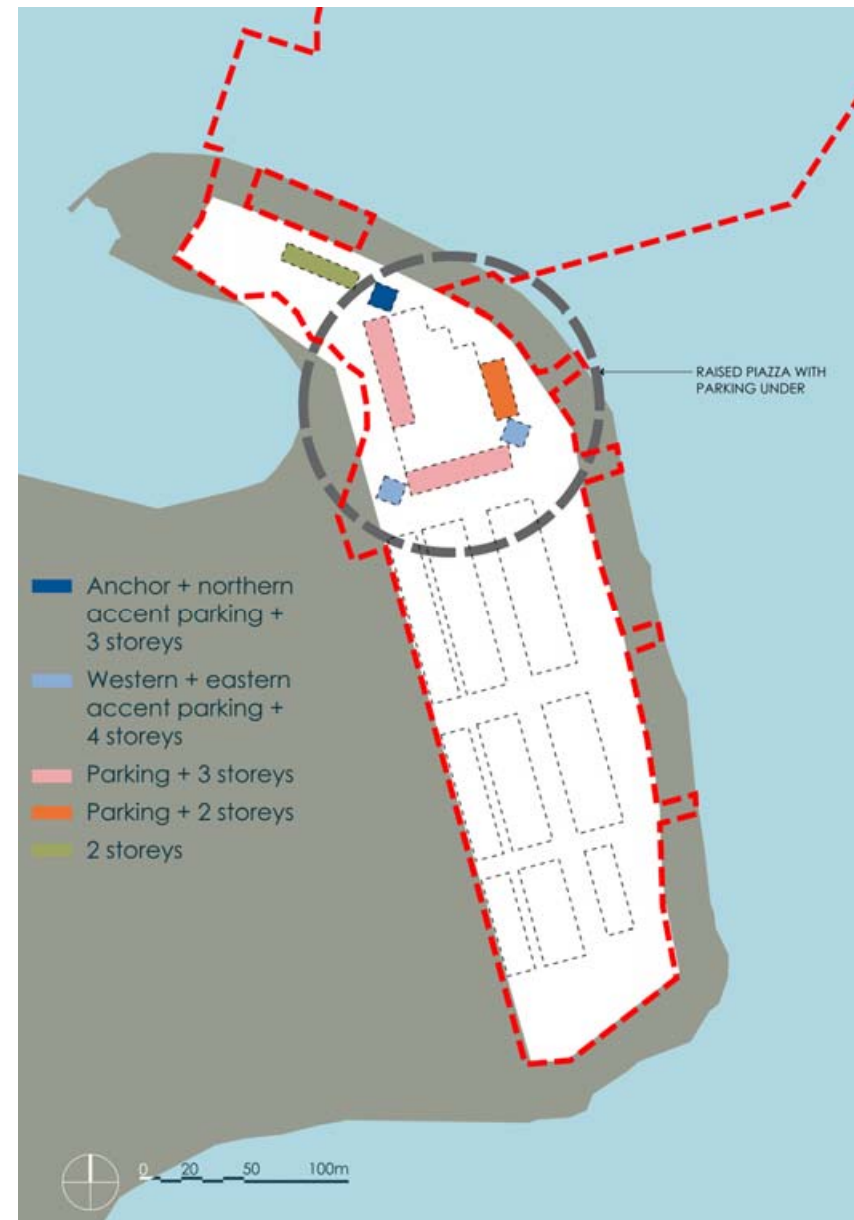 RAISED PIAZZA WITH
PARKING UNDER
Anchor + northern
accent parking +
3 storeys
Western + eastern
accent parking +
4 storeys
Parking + 3 storeys
Parking + 2 storeys
2 storeys
0 20 50 100m